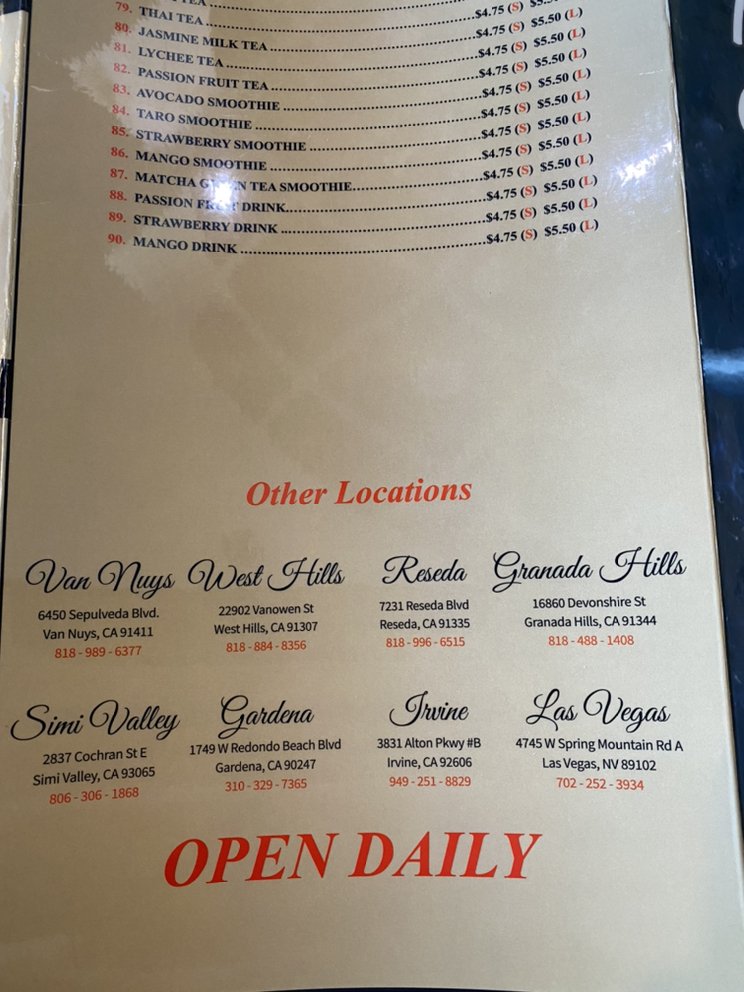 TEA
79. THAI TEA $4.75 (S)
80. JASMINE MILK TEA $4.75 (S) $5.50 (L)
81. LYCHEE TEA $4.75 (S) $5.50 (L)
82. PASSION FRUIT TEA $4.75 (S) $5.50 (L)
83. AVOCADO SMOOTHIE $4.75 (S) $5.50 (L)
84. TARO SMOOTHIE $4.75 (S) $5.50 (L)
85. STRAWBERRY SMOOTHIE $4.75 (S) $5.50 (L)
86. MANGO SMOOTHIE $4.75 (S) $5.50 (L)
87. MATCHA GREEN TEA SMOOTHIE $4.75 (S) $5.50 (L)
88. PASSION FRUIT DRINK $4.75 (S) $5.50 (L)
89. STRAWBERRY DRINK $4.75 (S) $5.50 (L)
90. MANGO DRINK $4.75 (S) $5.50 (L)
Other Locations
Van Nuys
6450 Sepulveda Blvd.
Van Nuys, CA 91411
818 - 989 - 6377
West Hills
22902 Vanowen St
West Hills, CA 91307
818 - 884 - 8356
Reseda
7231 Reseda Blvd
Reseda, CA 91335
818 - 996 - 6515
Granada Hills
16860 Devonshire St
Granada Hills, CA 91344
818 - 488 - 1408
Simi Valley
2837 Cochran St E
Simi Valley, CA 93065
806 - 306 - 1868
Gardena
1749 W Redondo Beach Blvd
Gardena, CA 90247
310 - 329 - 7365
Irvine
3831 Alton Pkwy #B
Irvine, CA 92606
949 - 251 - 8829
Las Vegas
4745 W Spring Mountain Rd A
Las Vegas, NV 89102
702 - 252 - 3934
OPEN DAILY